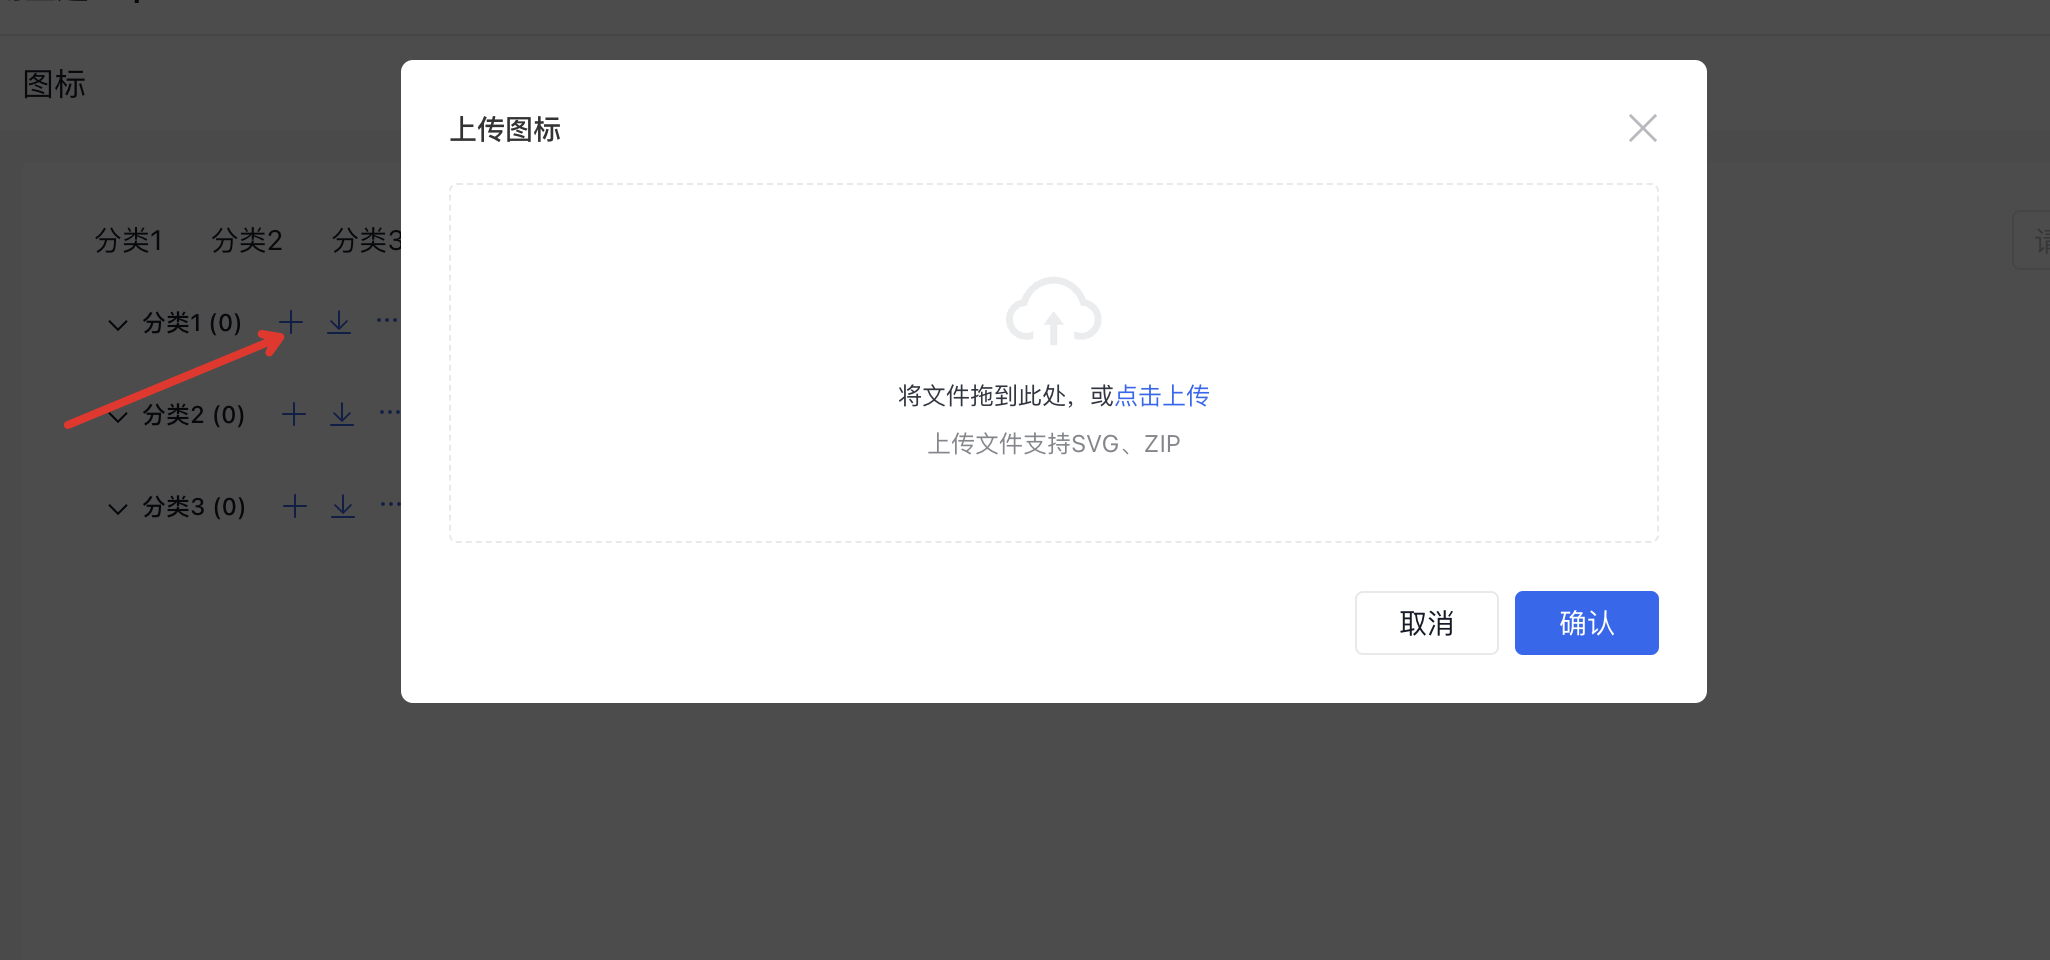 图标
上传图标
分类1 分类2 分类3
分类1 (0)
分类2 (0)
分类3 (0)
将文件拖到此处，或点击上传
上传文件支持SVG、ZIP
取消 确认